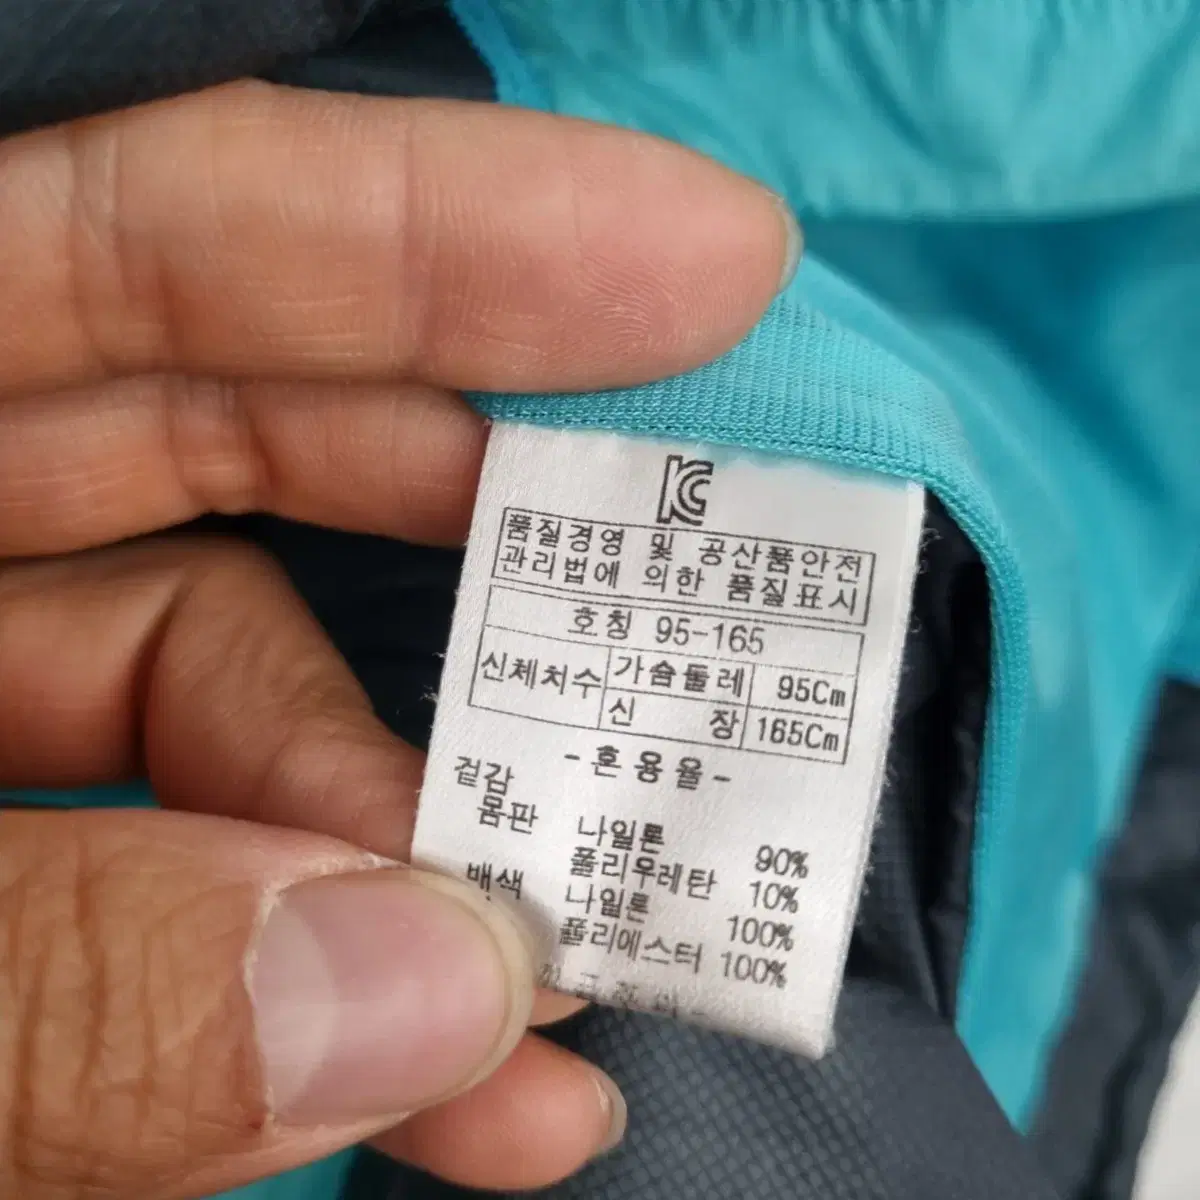 KC
품질경영 및 공산품안전
관리법에 의한 품질표시
호칭 95-165
신체처수 가슴둘레 95Cm
신 장 165Cm
-혼용율-
겉감
몸판 나일론 90%
폴리우레탄 10%
배색 나일론 100%
폴리에스터 100%